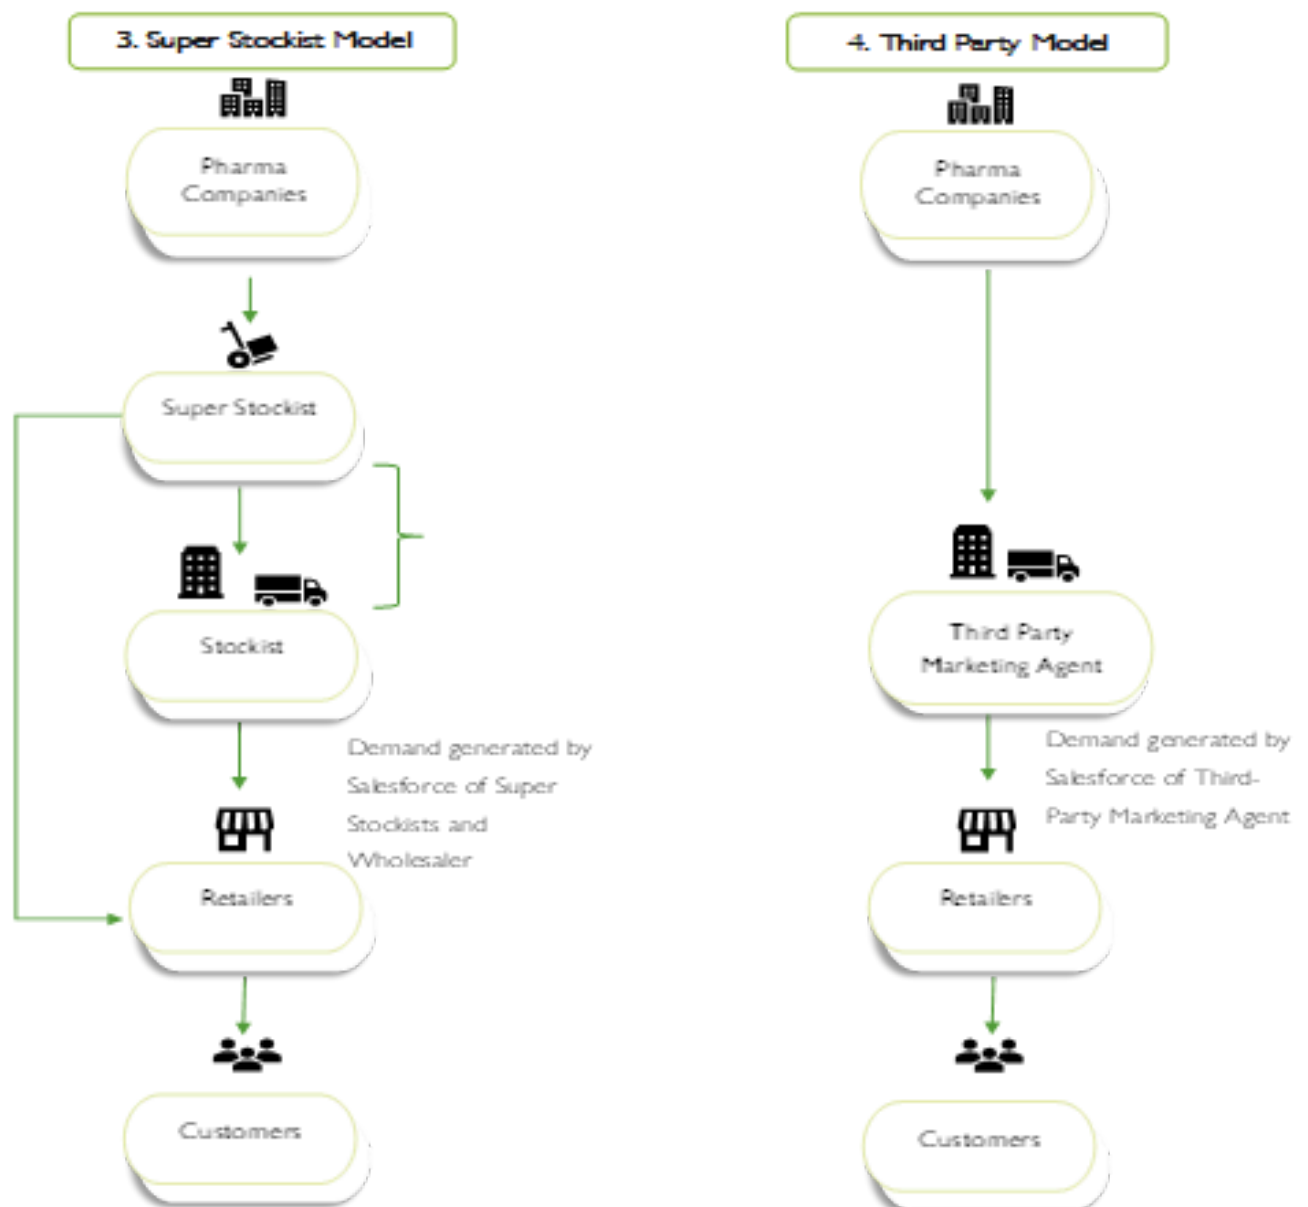 3. Super Stockist Model
Pharma
Companies
Super Stockist
Stockist
Demand generated by
Salesforce of Super
Stockists and
Wholesaler
Retailers
Customers
4. Third Party Model
Pharma
Companies
Third Party
Marketing Agent
Demand generated by
Salesforce of Third-
Party Marketing Agent
Retailers
Customers